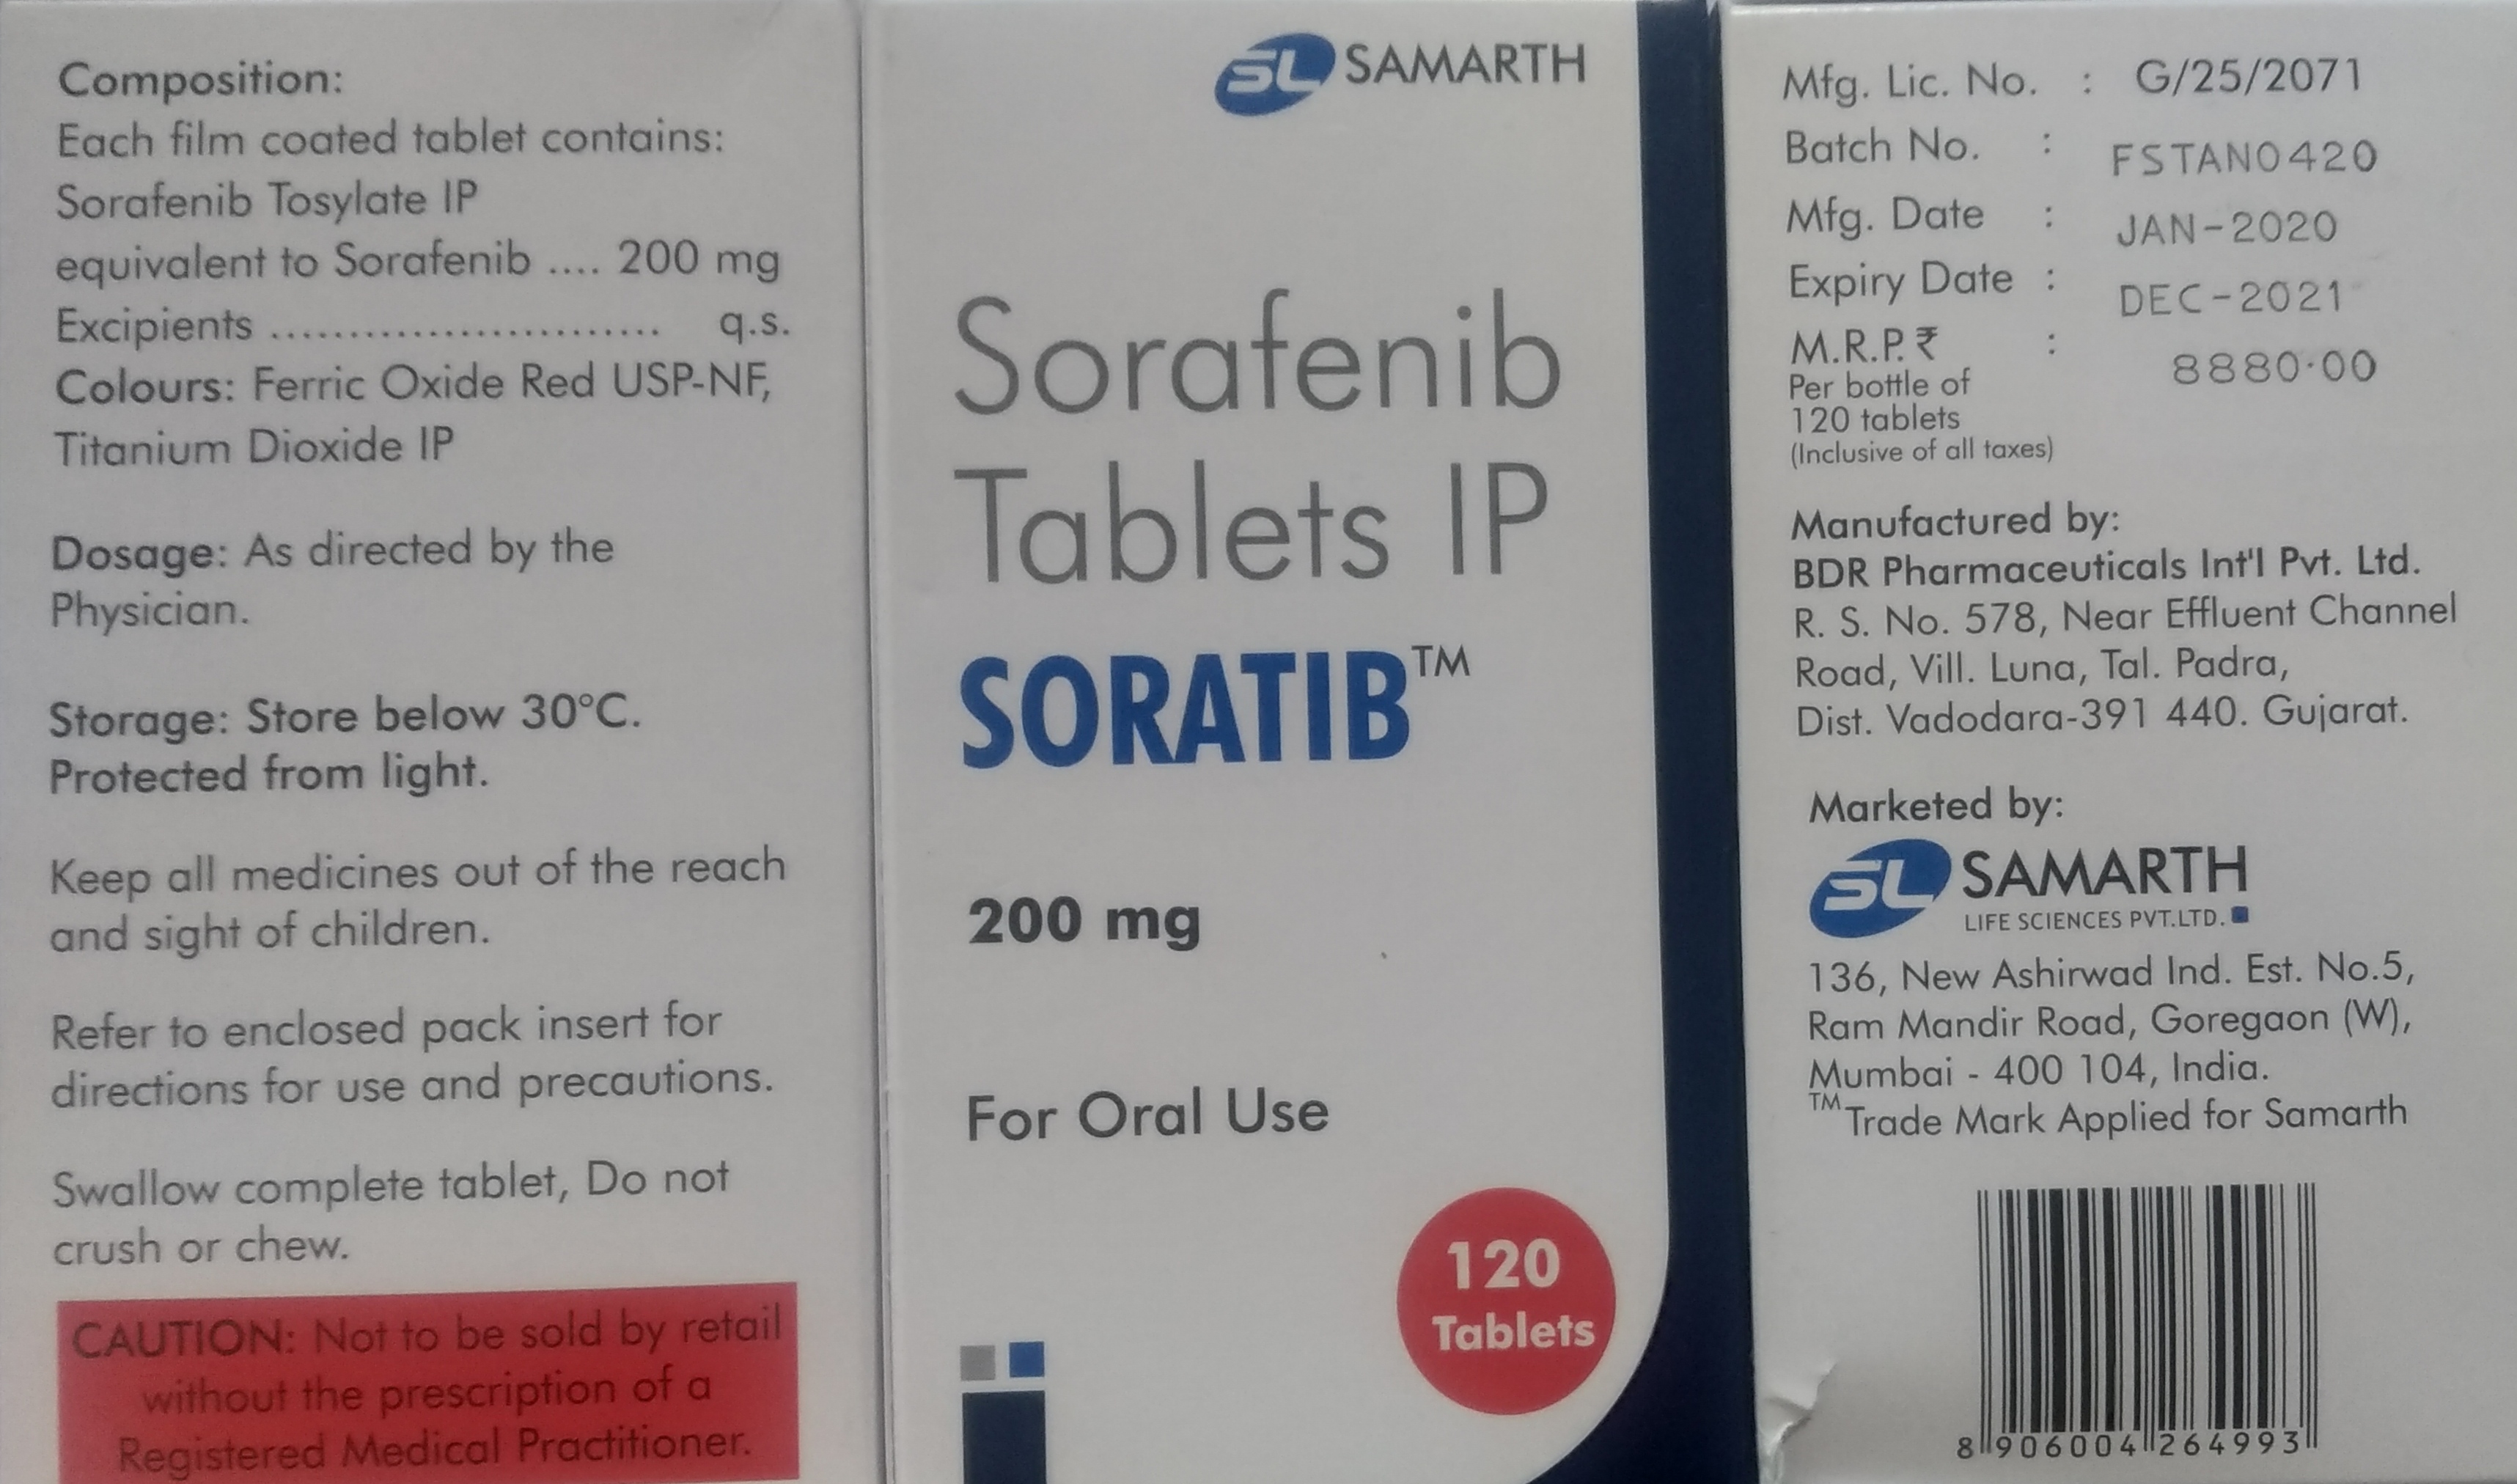 Composition:
Each film coated tablet contains:
Sorafenib Tosylate IP
equivalent to Sorafenib .... 200 mg
Excipients .......................... q.s.
Colours: Ferric Oxide Red USP-NF,
Titanium Dioxide IP
Dosage: As directed by the
Physician.
Storage: Store below 30°C.
Protected from light.
Keep all medicines out of the reach
and sight of children.
Refer to enclosed pack insert for
directions for use and precautions.
Swallow complete tablet, Do not
crush or chew.
CAUTION: Not to be sold by retail
without the prescription of a
Registered Medical Practitioner.
SL SAMARTH
Sorafenib
Tablets IP
SORATIB™
200 mg
For Oral Use
120
Tablets
Mfg. Lic. No. : G/25/2071
Batch No. : FSTAN0420
Mfg. Date : JAN-2020
Expiry Date : DEC-2021
M.R.P. ₹ : 8880·00
Per bottle of
120 tablets
(Inclusive of all taxes)
Manufactured by:
BDR Pharmaceuticals Int'l Pvt. Ltd.
R. S. No. 578, Near Effluent Channel
Road, Vill. Luna, Tal. Padra,
Dist. Vadodara-391 440. Gujarat.
Marketed by:
SL SAMARTH
LIFE SCIENCES PVT.LTD.
136, New Ashirwad Ind. Est. No.5,
Ram Mandir Road, Goregaon (W),
Mumbai - 400 104, India.
™Trade Mark Applied for Samarth
8 906004 264993